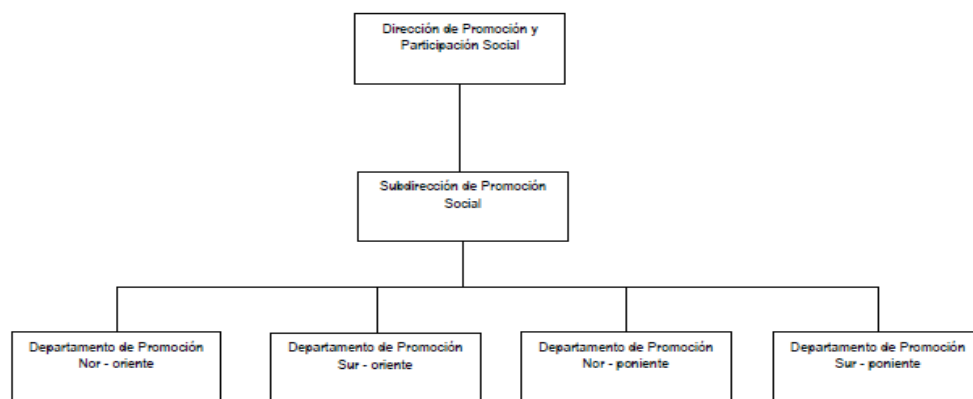 Dirección de Promoción y
Participación Social
Subdirección de Promoción
Social
Departamento de Promoción
Nor - oriente
Departamento de Promoción
Sur - oriente
Departamento de Promoción
Nor - poniente
Departamento de Promoción
Sur - poniente